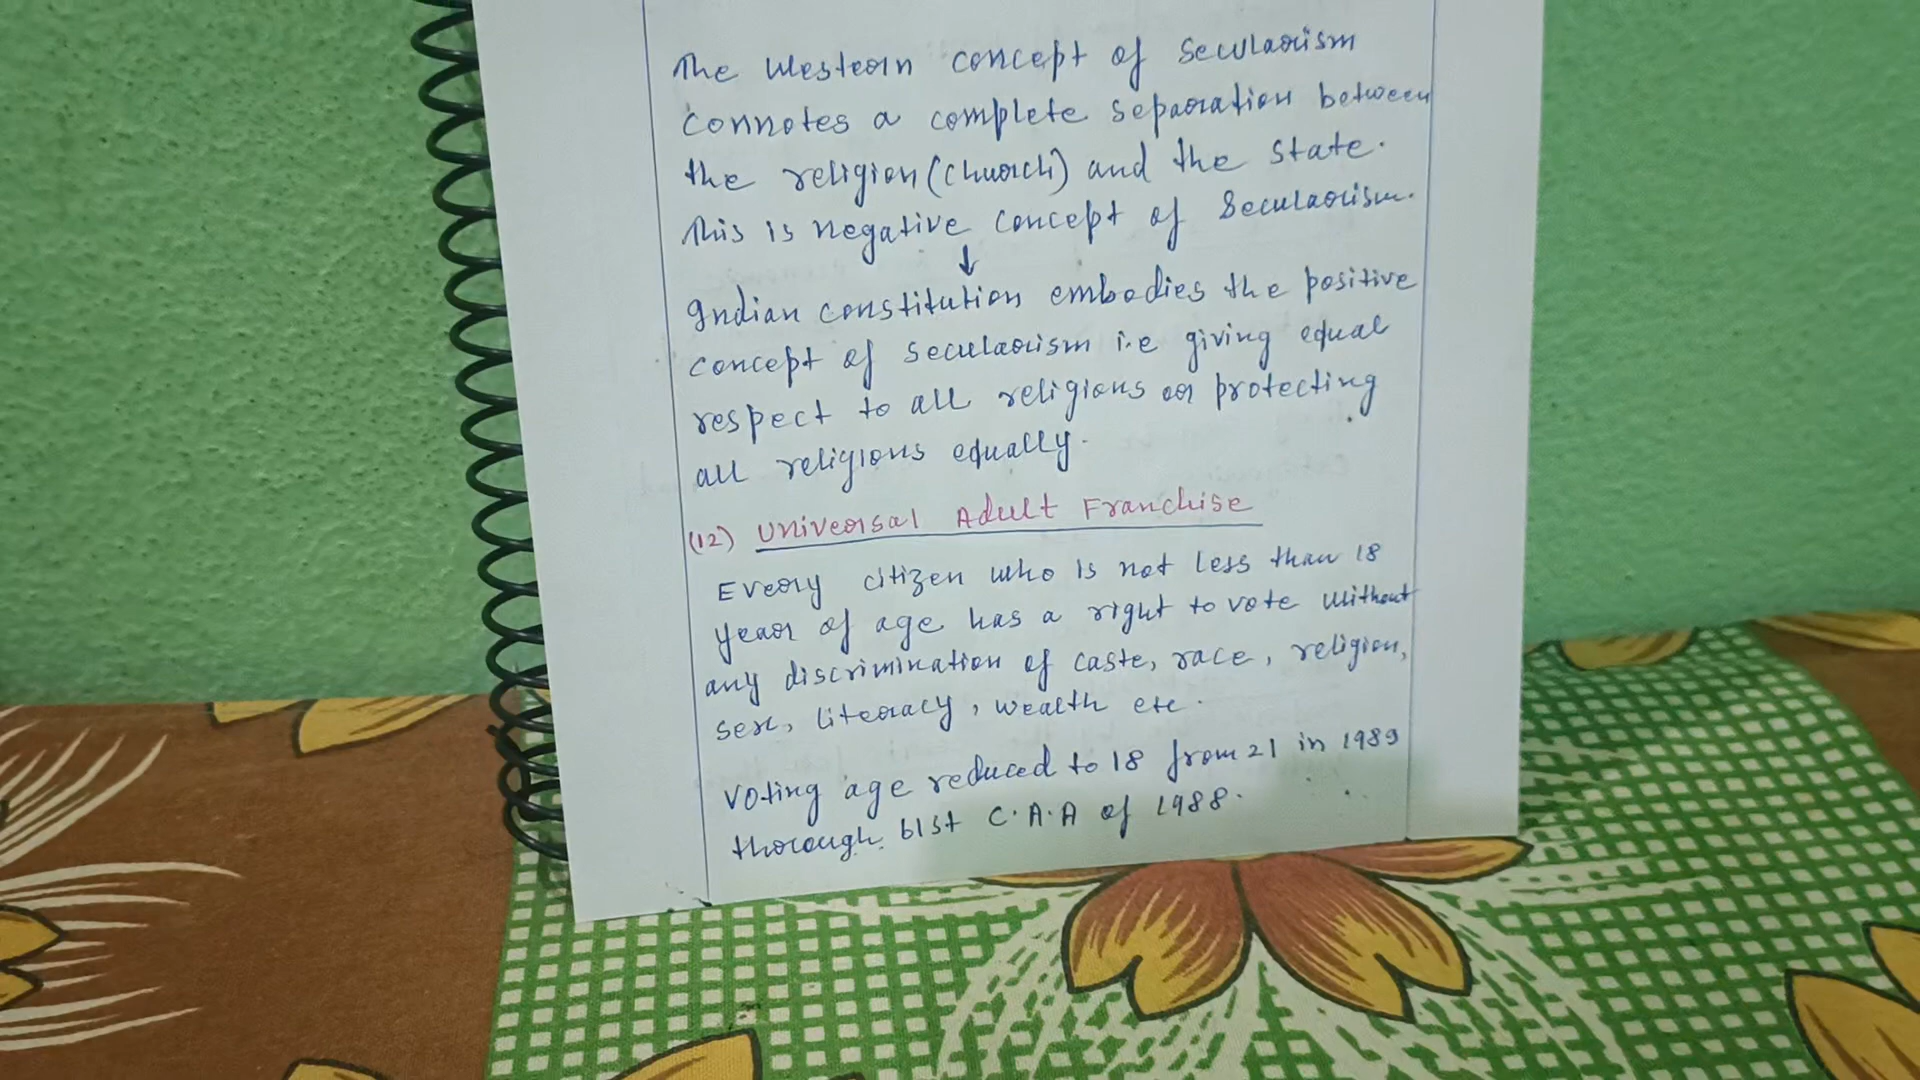 The Western concept of Secularism
connotes a complete separation between
the religion (church) and the state.
This is negative concept of Secularism.
↓
Indian constitution embodies the positive
concept of secularism i.e giving equal
respect to all religions or protecting
all religions equally.
(12) Universal Adult Franchise
Every citizen who is not less than 18
year of age has a right to vote without
any discrimination of caste, race, religion,
sex, literacy, wealth etc.
Voting age reduced to 18 from 21 in 1989
thorough 61st C.A.A of 1988.